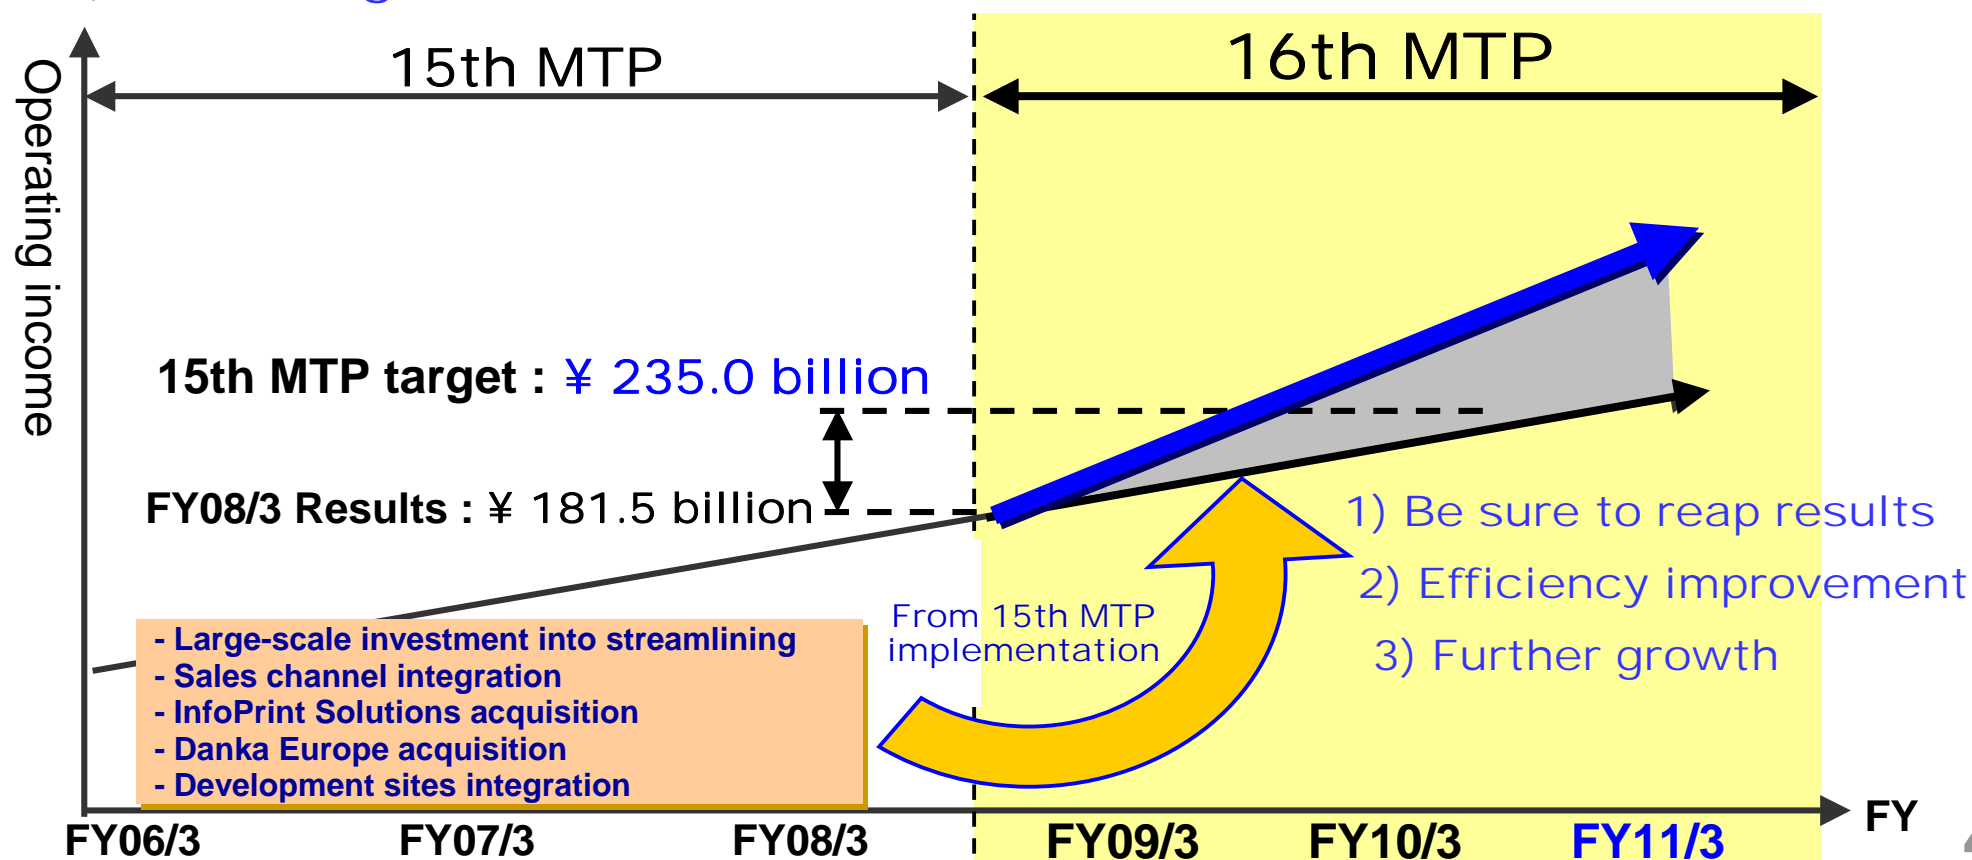 15th MTP
16th MTP
Operating income
15th MTP target : ¥ 235.0 billion
FY08/3 Results : ¥ 181.5 billion
1) Be sure to reap results
2) Efficiency improvement
3) Further growth
From 15th MTP
implementation
- Large-scale investment into streamlining
- Sales channel integration
- InfoPrint Solutions acquisition
- Danka Europe acquisition
- Development sites integration
FY
FY06/3 FY07/3 FY08/3 FY09/3 FY10/3 FY11/3